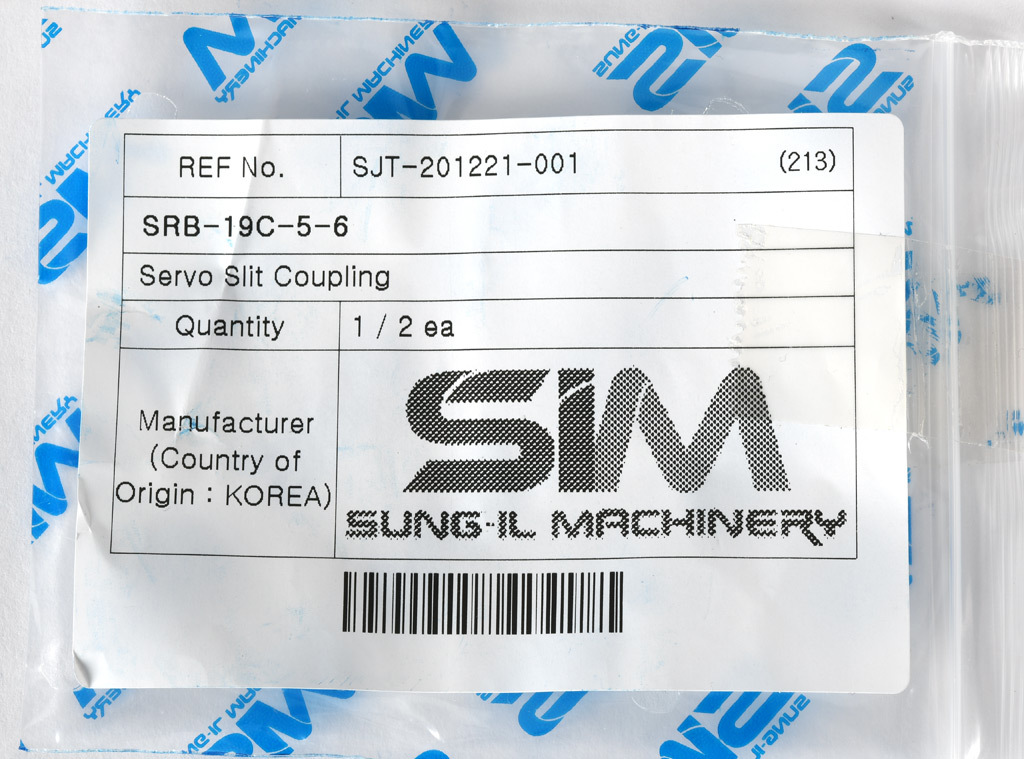 REF No. SJT-201221-001 (213)
SRB-19C-5-6
Servo Slit Coupling
Quantity 1 / 2 ea
Manufacturer
(Country of
Origin : KOREA)
SIM
SUNG-IL MACHINERY